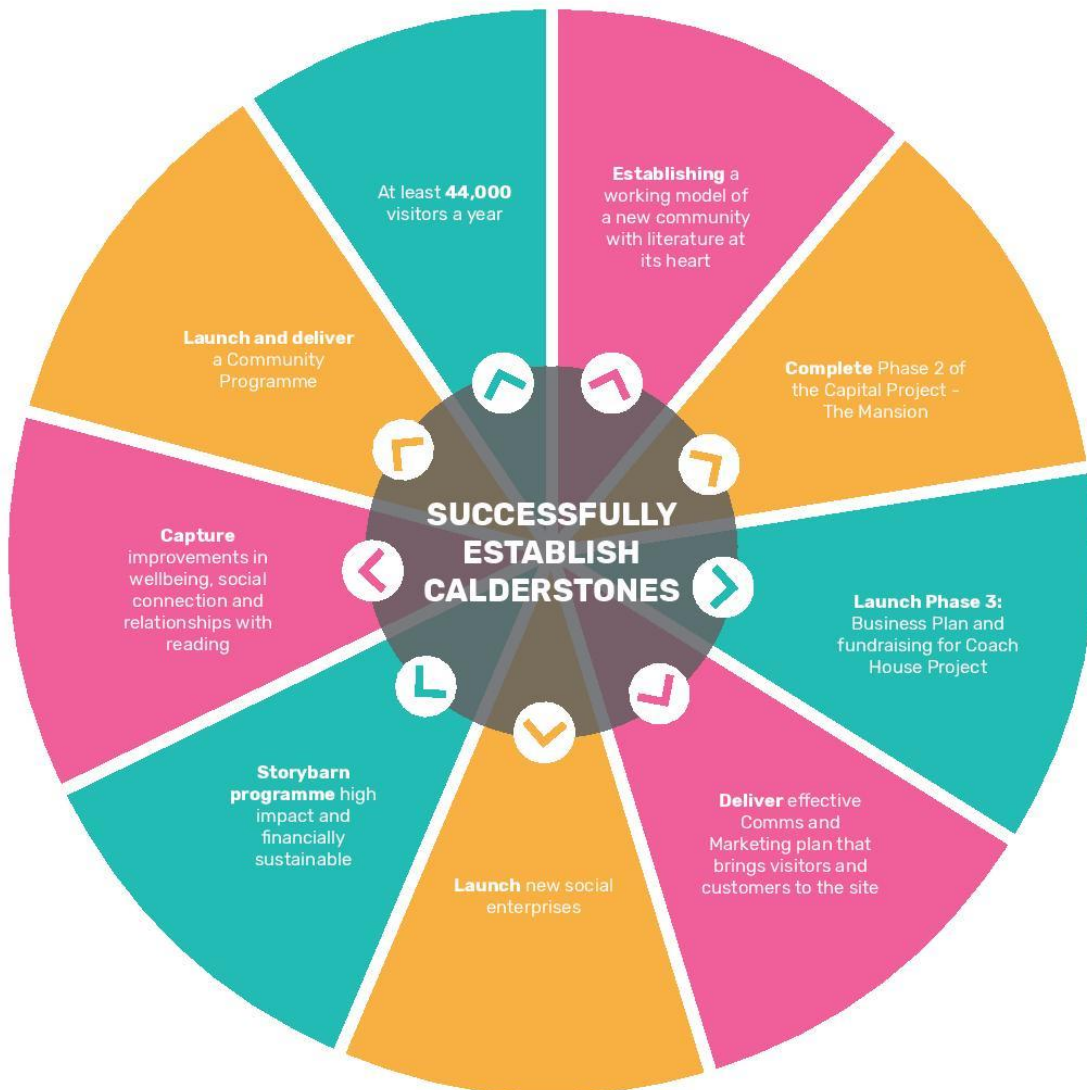 SUCCESSFULLY
ESTABLISH
CALDERSTONES
Establishing a
working model of
a new community
with literature at
its heart
Complete Phase 2 of
the Capital Project -
The Mansion
Launch Phase 3:
Business Plan and
fundraising for Coach
House Project
Deliver effective
Comms and
Marketing plan that
brings visitors and
customers to the site
Launch new social
enterprises
Storybarn
programme high
impact and
financially
sustainable
Capture
improvements in
wellbeing, social
connection and
relationships with
reading
Launch and deliver
a Community
Programme
At least 44,000
visitors a year